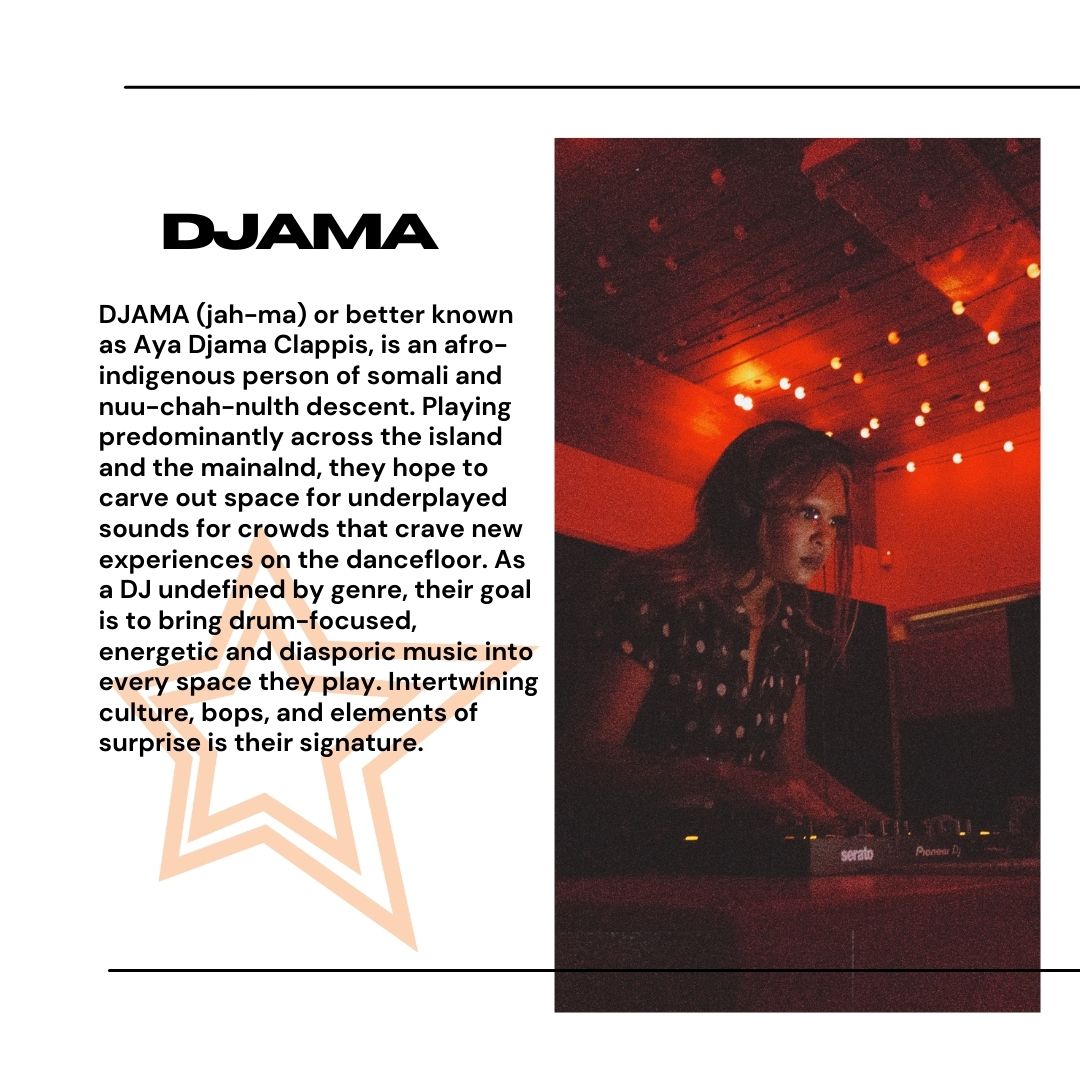 DJAMA
DJAMA (jah-ma) or better known
as Aya Djama Clappis, is an afro-
indigenous person of somali and
nuu-chah-nulth descent. Playing
predominantly across the island
and the mainalnd, they hope to
carve out space for underplayed
sounds for crowds that crave new
experiences on the dancefloor. As
a DJ undefined by genre, their goal
is to bring drum-focused,
energetic and diasporic music into
every space they play. Intertwining
culture, bops, and elements of
surprise is their signature.
serato
Pioneer Dj